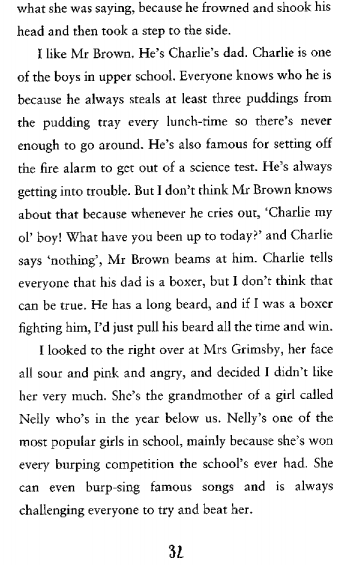 what she was saying, because he frowned and shook his
head and then took a step to the side.
I like Mr Brown. He's Charlie's dad. Charlie is one
of the boys in upper school. Everyone knows who he is
because he always steals at least three puddings from
the pudding tray every lunch-time so there's never
enough to go around. He's also famous for setting off
the fire alarm to get out of a science test. He's always
getting into trouble. But I don't think Mr Brown knows
about that because whenever he cries out, 'Charlie my
ol' boy! What have you been up to today?' and Charlie
says 'nothing', Mr Brown beams at him. Charlie tells
everyone that his dad is a boxer, but I don't think that
can be true. He has a long beard, and if I was a boxer
fighting him, I'd just pull his beard all the time and win.
I looked to the right over at Mrs Grimsby, her face
all sour and pink and angry, and decided I didn't like
her very much. She's the grandmother of a girl called
Nelly who's in the year below us. Nelly's one of the
most popular girls in school, mainly because she's won
every burping competition the school's ever had. She
can even burp-sing famous songs and is always
challenging everyone to try and beat her.
32